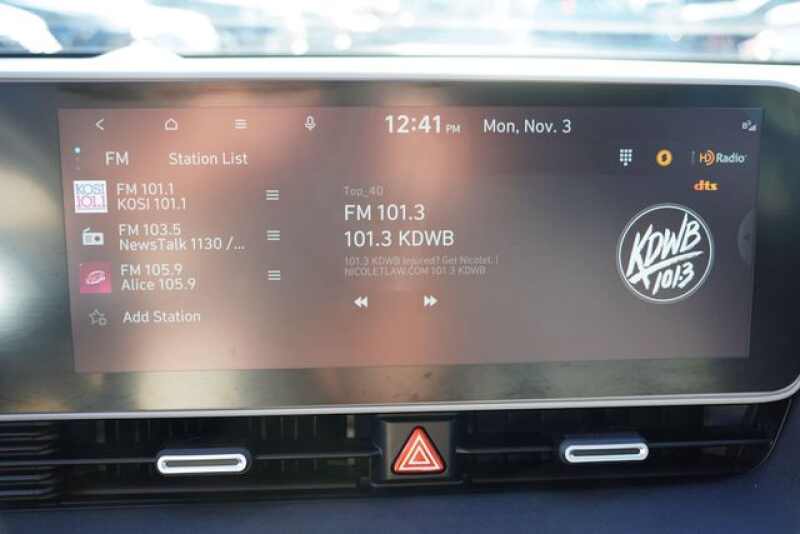 12:41 PM Mon, Nov. 3
FM Station List
HD Radio
dts
KOSI
101.1
FM 101.1
KOSI 101.1
FM 103.5
NewsTalk 1130 /...
FM 105.9
Alice 105.9
Add Station
Top_40
FM 101.3
101.3 KDWB
101.3 KDWB Injured? Get Nicolet. |
NICOLETLAW.COM 101.3 KDWB
KDWB
101.3